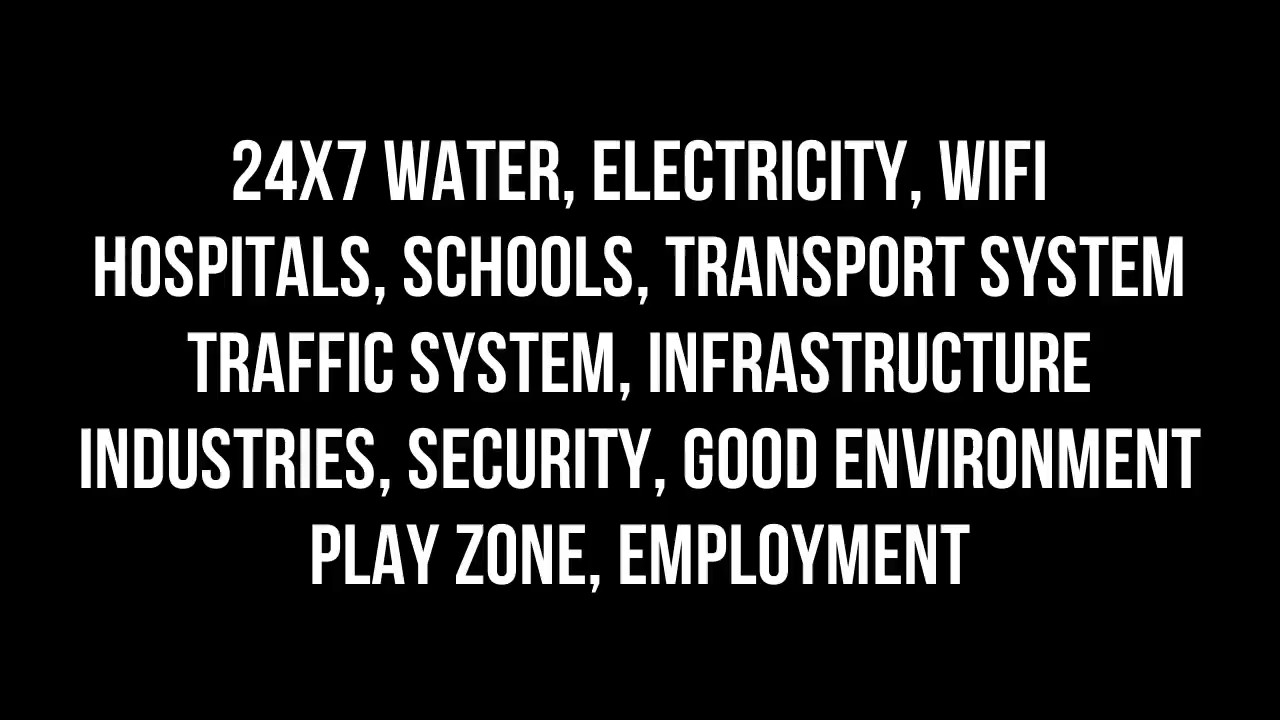 24X7 WATER, ELECTRICITY, WIFI
HOSPITALS, SCHOOLS, TRANSPORT SYSTEM
TRAFFIC SYSTEM, INFRASTRUCTURE
INDUSTRIES, SECURITY, GOOD ENVIRONMENT
PLAY ZONE, EMPLOYMENT